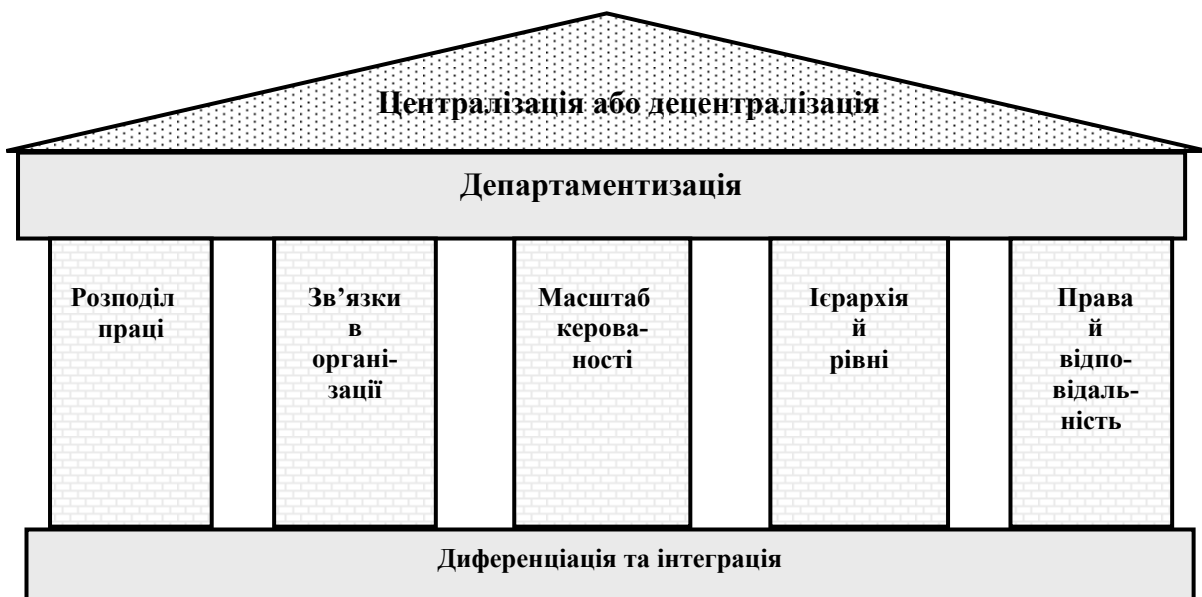 Централізація або децентралізація
Департаментизація
Розподіл
праці
Зв’язки
в
органі-
зації
Масштаб
керова-
ності
Ієрархія
й
рівні
Права
й
відпо-
відаль-
ність
Диференціація та інтеграція